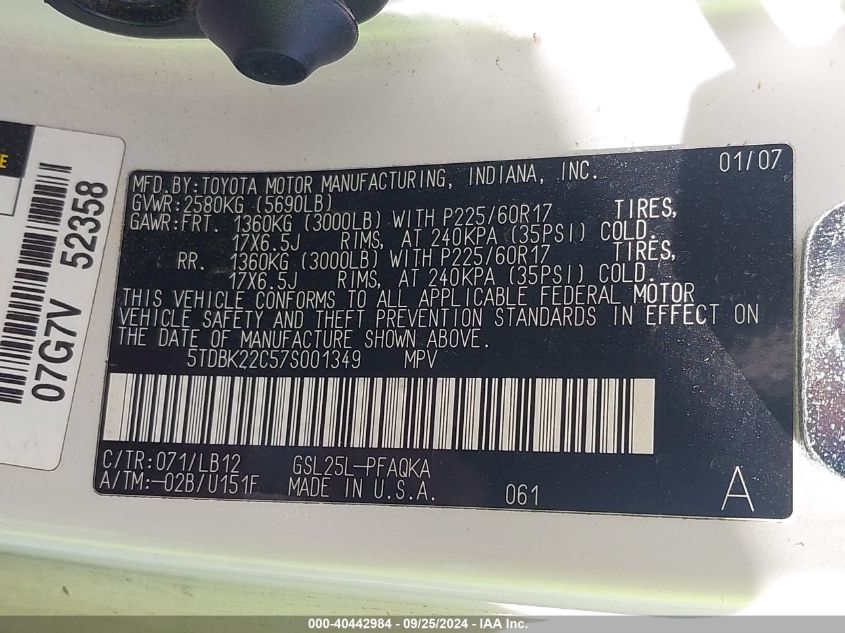 E
07G7V 52358
01/07
MFD.BY:TOYOTA MOTOR MANUFACTURING, INDIANA, INC.
GVWR:2580KG (5690LB)
GAWR:FRT. 1360KG (3000LB) WITH P225/60R17 TIRES,
17X6.5J RIMS, AT 240KPA (35PSI) COLD.
RR. 1360KG (3000LB) WITH P225/60R17 TIRES,
17X6.5J RIMS, AT 240KPA (35PSI) COLD.
THIS VEHICLE CONFORMS TO ALL APPLICABLE FEDERAL MOTOR
VEHICLE SAFETY AND THEFT PREVENTION STANDARDS IN EFFECT ON
THE DATE OF MANUFACTURE SHOWN ABOVE.
5TDBK22C57S001349 MPV
C/TR:071/LB12 GSL25L-PFAQKA
A/TM:-02B/U151F MADE IN U.S.A. 061 A
000-40442984 - 09/25/2024 - IAA Inc.